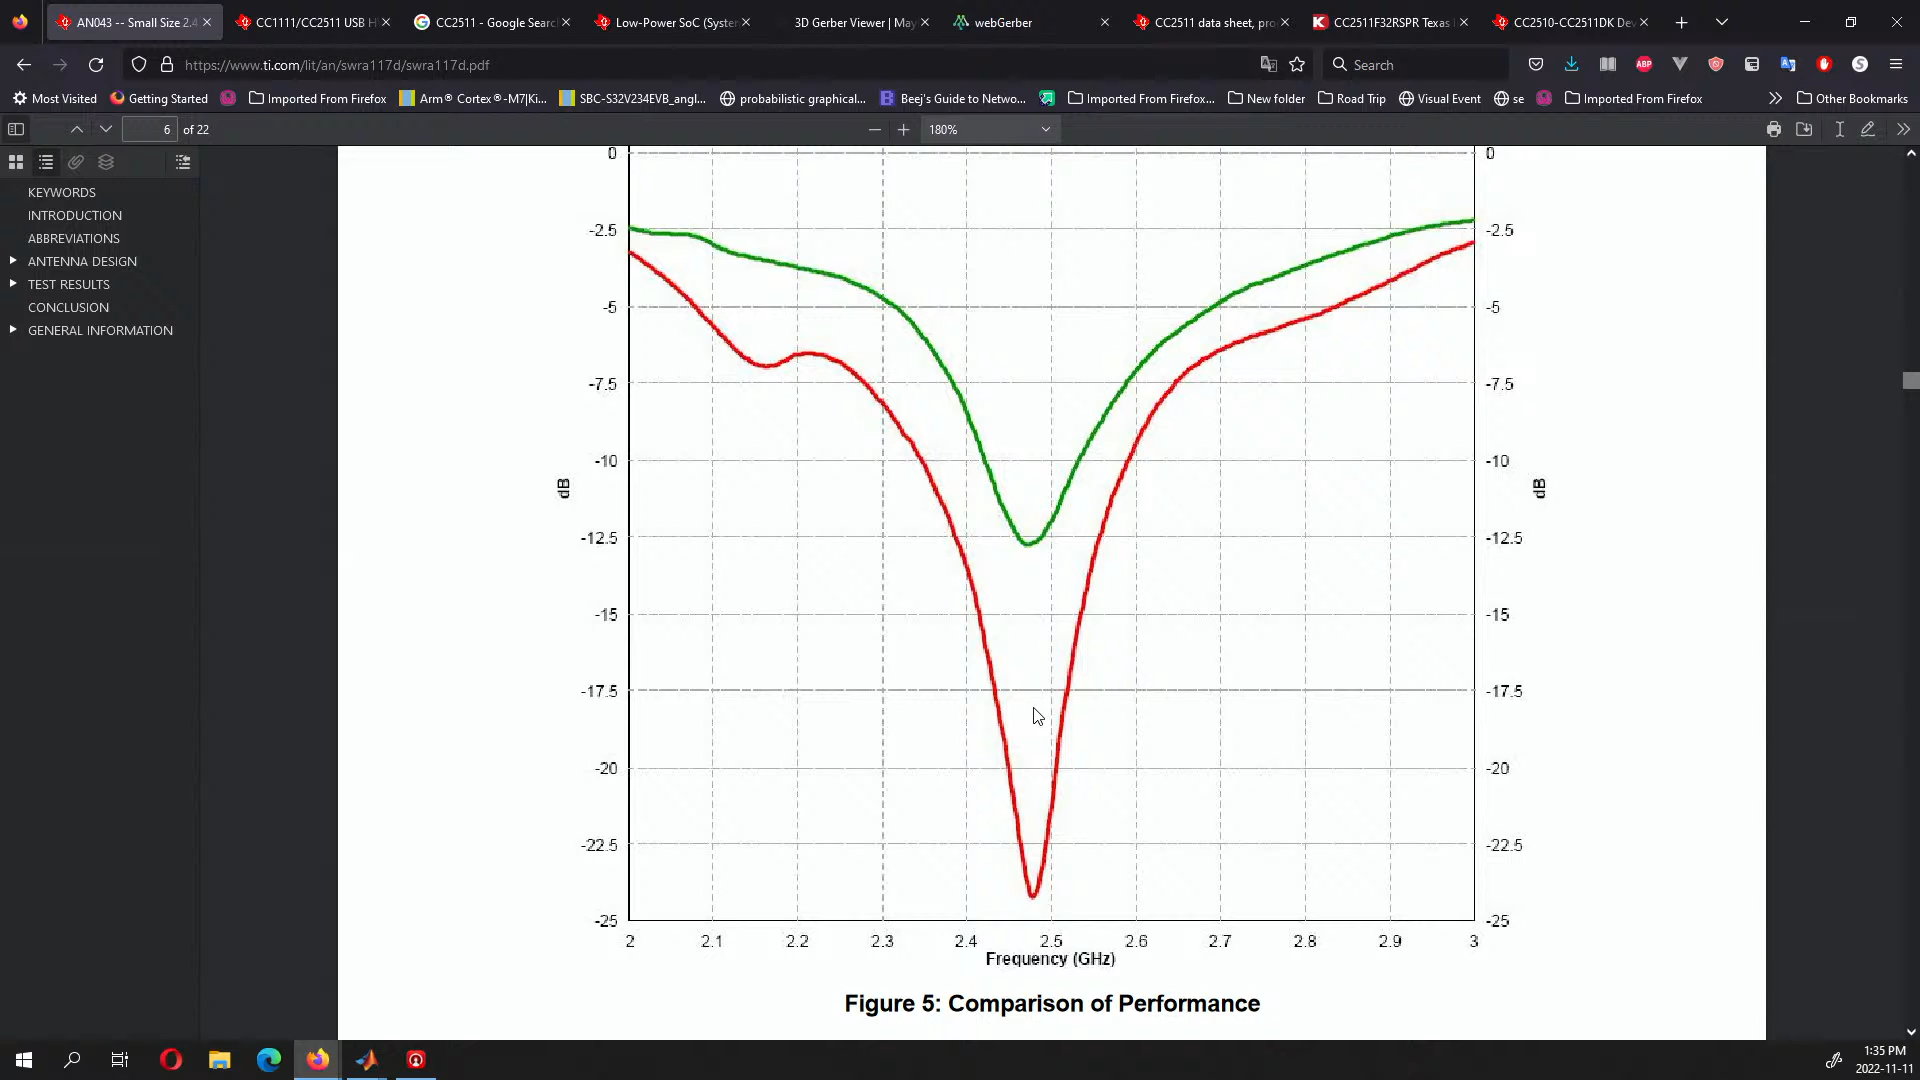 AN043 -- Small Size 2.4
CC1111/CC2511 USB H
CC2511 - Google Searc
Low-Power SoC (Syste
3D Gerber Viewer | May
webGerber
CC2511 data sheet, pro
CC2511F32RSPR Texas I
CC2510-CC2511DK Dev
https://www.ti.com/lit/an/swra117d/swra117d.pdf
Search
ABP
Most Visited
Getting Started
Imported From Firefox
Arm® Cortex®-M7|Ki...
SBC-S32V234EVB_angl...
probabilistic graphical...
Beej's Guide to Netwo...
Imported From Firefox...
New folder
Road Trip
Visual Event
se
Imported From Firefox
Other Bookmarks
6 of 22
180%
KEYWORDS
INTRODUCTION
ABBREVIATIONS
ANTENNA DESIGN
TEST RESULTS
CONCLUSION
GENERAL INFORMATION
0 0
-2.5 -2.5
-5 -5
-7.5 -7.5
-10 -10
dB dB
-12.5 -12.5
-15 -15
-17.5 -17.5
-20 -20
-22.5 -22.5
-25 -25
2 2.1 2.2 2.3 2.4 2.5 2.6 2.7 2.8 2.9 3
Frequency (GHz)
Figure 5: Comparison of Performance
1:35 PM
2022-11-11